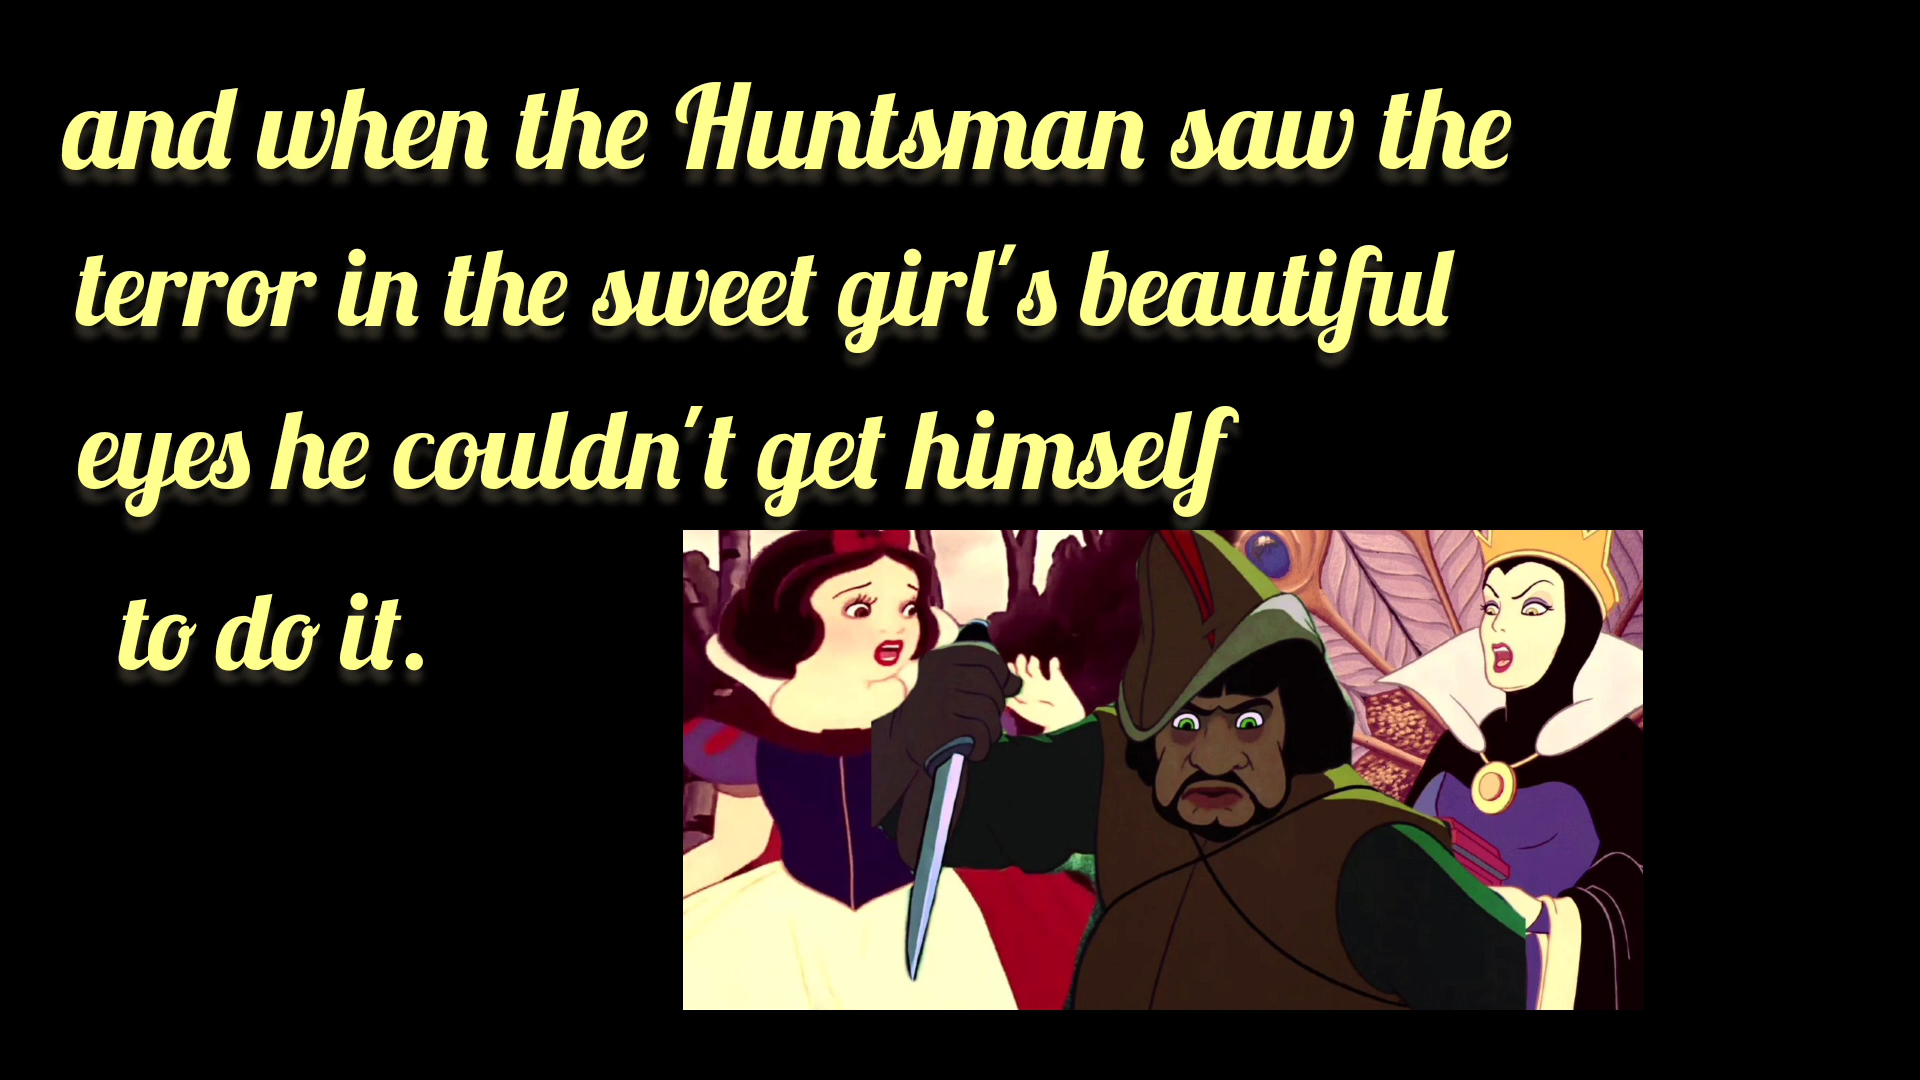 and when the Huntsman saw the
terror in the sweet girl's beautiful
eyes he couldn't get himself
to do it.